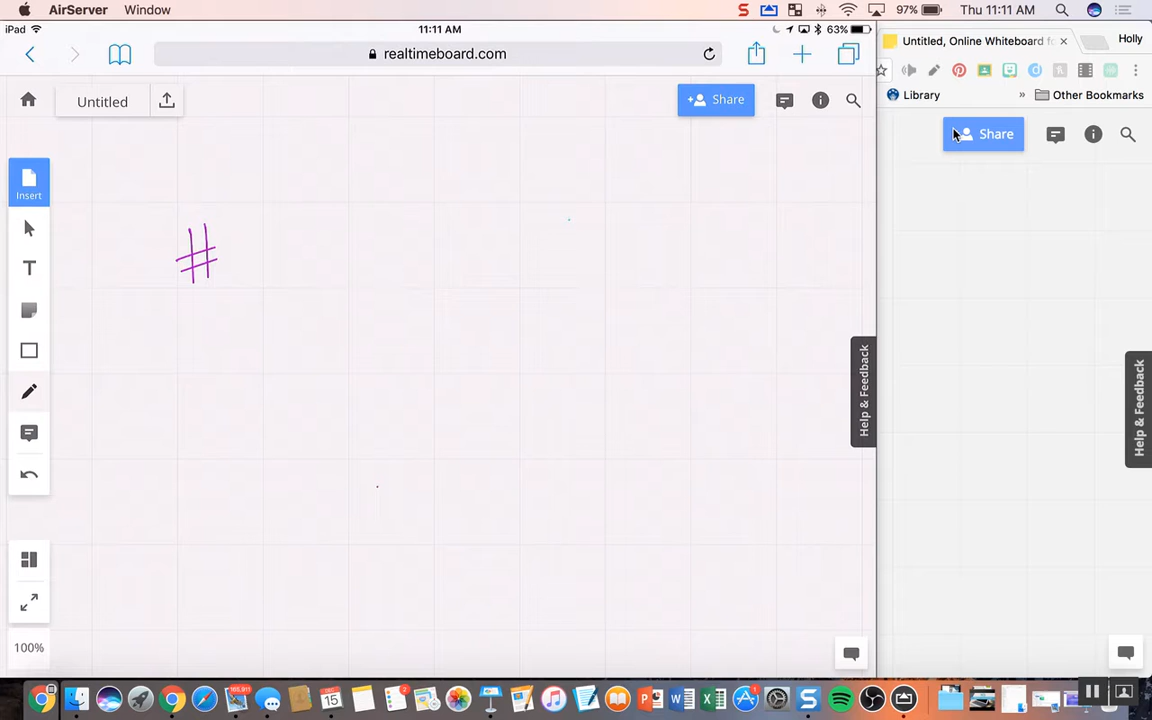 AirServer Window 97% Thu 11:11 AM
iPad 11:11 AM 63%
realtimeboard.com
Untitled, Online Whiteboard fo Holly
Library » Other Bookmarks
Untitled Share
Share
Insert
#
T
Help & Feedback
Help & Feedback
100%